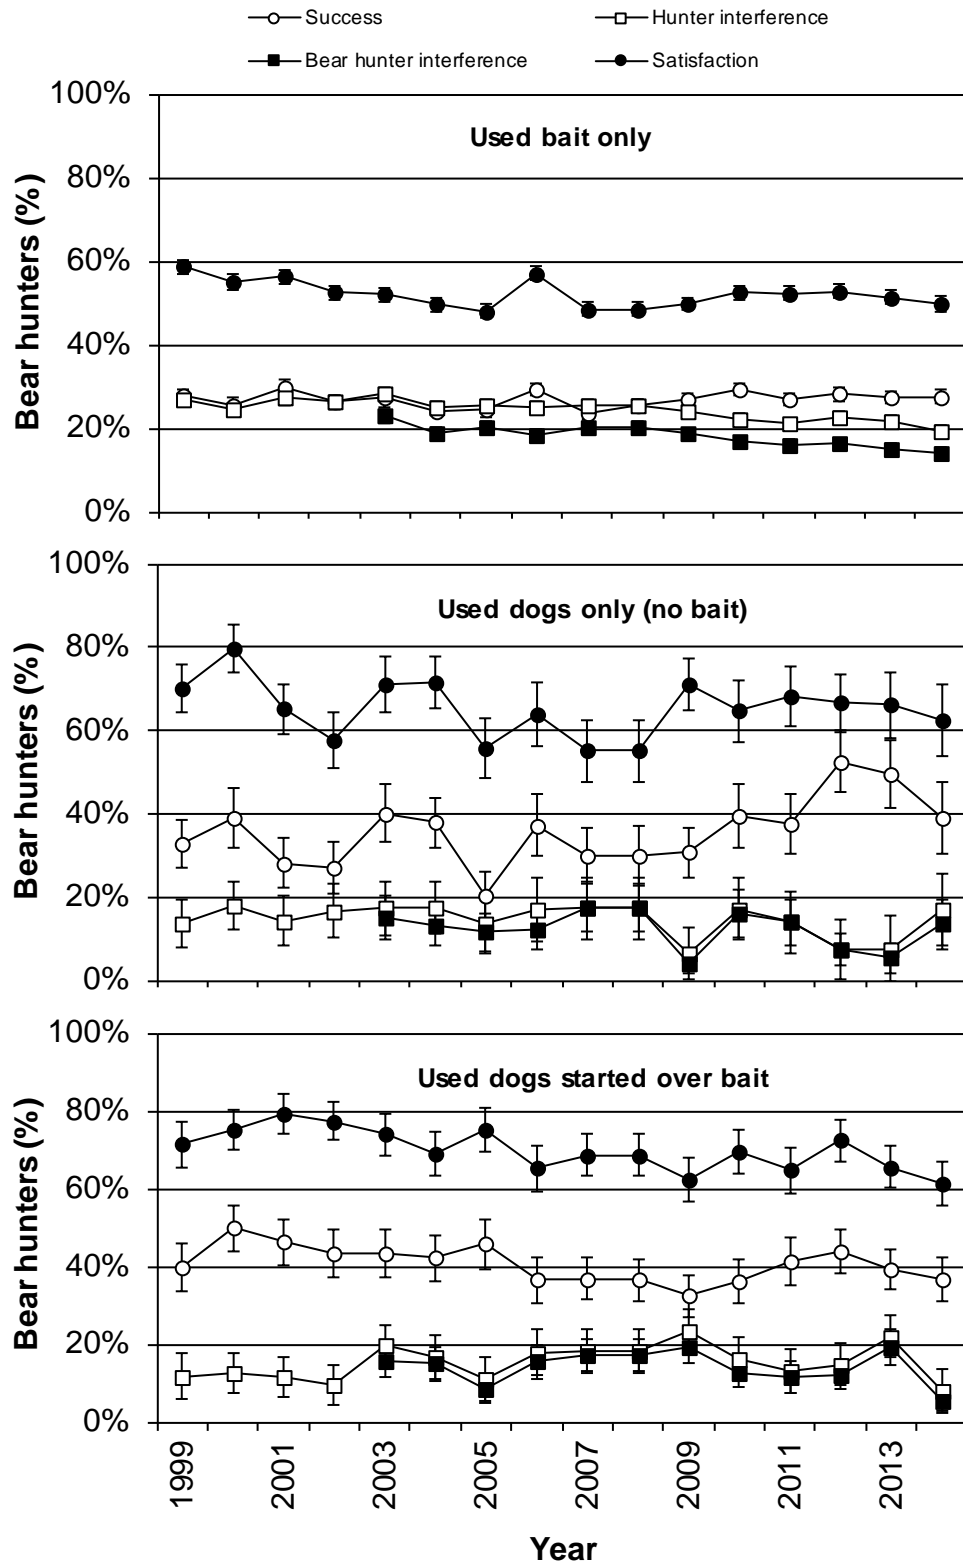 Success
Hunter interference
Bear hunter interference
Satisfaction
100%
80%
60%
40%
20%
0%
Bear hunters (%)
Used bait only
100%
80%
60%
40%
20%
0%
Bear hunters (%)
Used dogs only (no bait)
100%
80%
60%
40%
20%
0%
Bear hunters (%)
Used dogs started over bait
1999
2001
2003
2005
2007
2009
2011
2013
Year